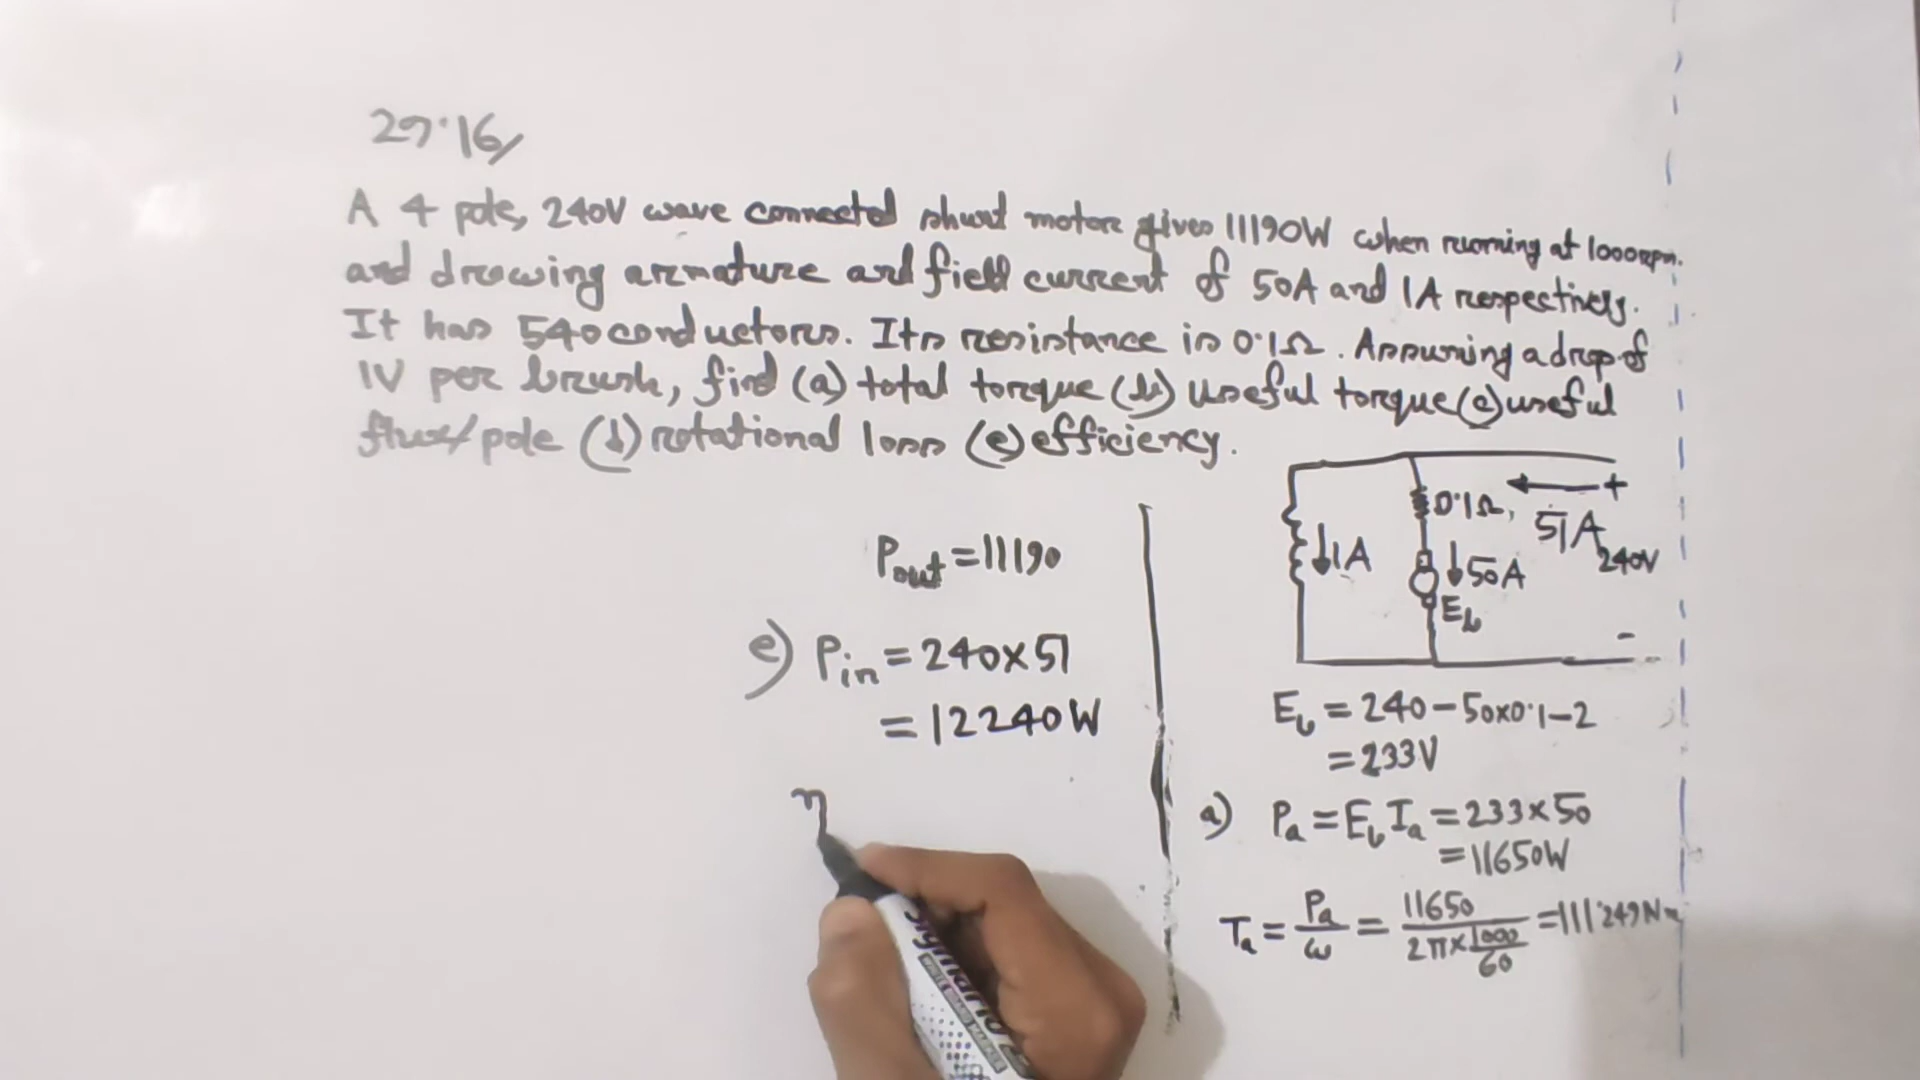 29.16/
A 4 pole, 240V wave connected shunt motor gives 11190W when running at 1000rpm.
and drawing armature and field current of 50A and 1A respectively.
It has 540 conductors. Its resistance is 0.1Ω. Assuming a drop of
1V per brush, find (a) total torque (b) useful torque (c) useful
flux/pole (d) rotational loss (e) efficiency.
0.1Ω
+
51A
240V
1A
50A
Eb
-
Pout = 11190
e) Pin = 240×51
= 12240W
η
Eb = 240 - 50×0.1 - 2
= 233V
a) Pa = Eb Ia = 233×50
= 11650W
Ta = Pa/ω = 11650/(2π×1000/60) = 111.249Nm
Sigmario